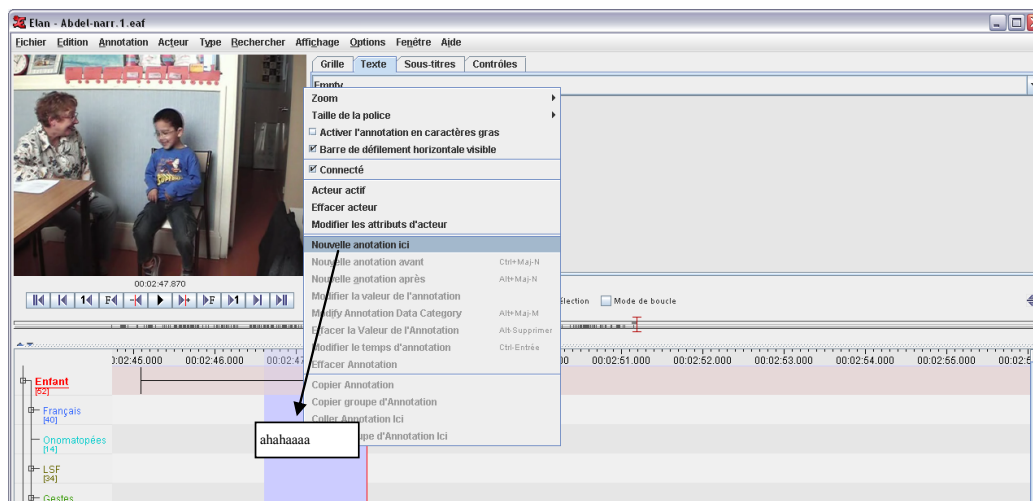 Elan - Abdel-narr.1.eaf
Fichier Edition Annotation Acteur Type Rechercher Affichage Options Fenêtre Aide
Grille Texte Sous-titres Contrôles
Empty
Zoom
Taille de la police
Activer l'annotation en caractères gras
Barre de défilement horizontale visible
Connecté
Acteur actif
Effacer acteur
Modifier les attributs d'acteur
Nouvelle anotation ici
Nouvelle anotation avant Ctrl+Maj-N
Nouvelle anotation après Alt+Maj-N
Modifier la valeur de l'annotation
Modify Annotation Data Category Alt+Maj-M
Effacer la Valeur de l'Annotation Alt-Supprimer
Modifier le temps d'annotation Ctrl-Entrée
Effacer Annotation
Copier Annotation
Copier groupe d'Annotation
Coller Annotation Ici
upe d'Annotation Ici
00:02:47.870
élection Mode de boucle
):02:45.000 00:02:46.000 00:02:47 00 00:02:51.000 00:02:52.000 00:02:53.000 00:02:54.000 00:02:55.000 00:02:5
Enfant
[52]
Français
[40]
ahahaaaa
Onomatopées
[14]
LSF
[34]
Gestes